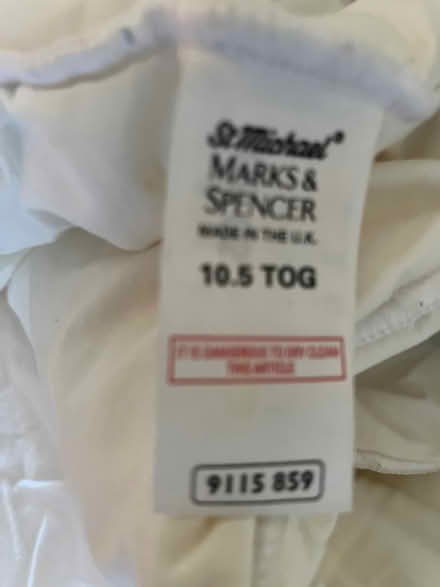 St Michael®
MARKS &
SPENCER
MADE IN THE U.K.
10.5 TOG
IT IS DANGEROUS TO DRY CLEAN
THIS ARTICLE
9115 859